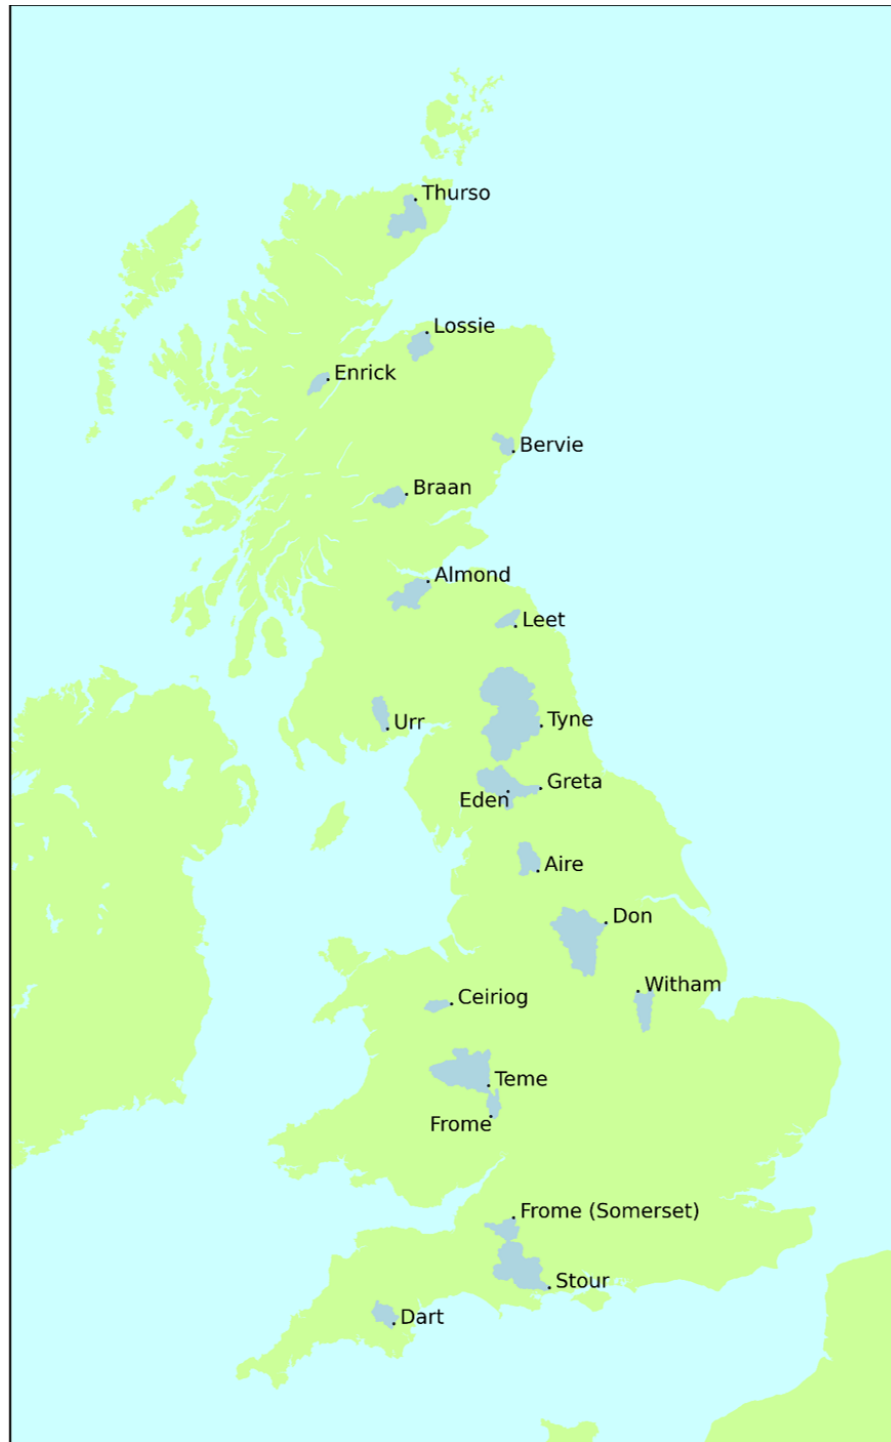 Thurso
Lossie
Enrick
Bervie
Braan
Almond
Leet
Urr
Tyne
Greta
Eden
Aire
Don
Witham
Ceiriog
Teme
Frome
Frome (Somerset)
Stour
Dart